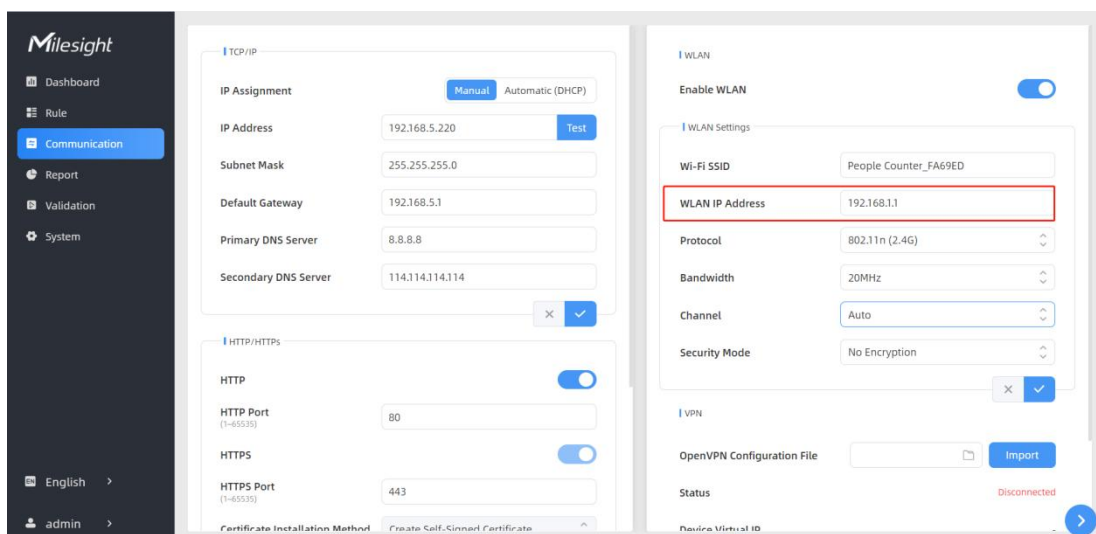 Milesight
Dashboard
Rule
Communication
Report
Validation
System
English
admin
TCP/IP
IP Assignment Manual Automatic (DHCP)
IP Address 192.168.5.220 Test
Subnet Mask 255.255.255.0
Default Gateway 192.168.5.1
Primary DNS Server 8.8.8.8
Secondary DNS Server 114.114.114.114
HTTP/HTTPs
HTTP
HTTP Port 80
(1~65535)
HTTPS
HTTPS Port 443
(1~65535)
Certificate Installation Method Create Self-Signed Certificate
WLAN
Enable WLAN
WLAN Settings
Wi-Fi SSID People Counter_FA69ED
WLAN IP Address 192.168.1.1
Protocol 802.11n (2.4G)
Bandwidth 20MHz
Channel Auto
Security Mode No Encryption
VPN
OpenVPN Configuration File Import
Status Disconnected
Device Virtual IP -